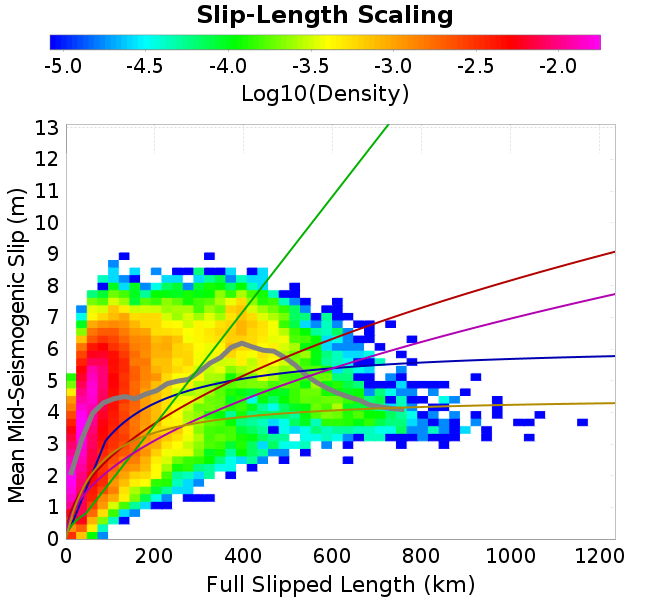 Slip-Length Scaling
-5.0 -4.5 -4.0 -3.5 -3.0 -2.5 -2.0
Log10(Density)
13
12
11
10
9
8
7
6
5
4
3
2
1
0
Mean Mid-Seismogenic Slip (m)
0 200 400 600 800 1000 1200
Full Slipped Length (km)